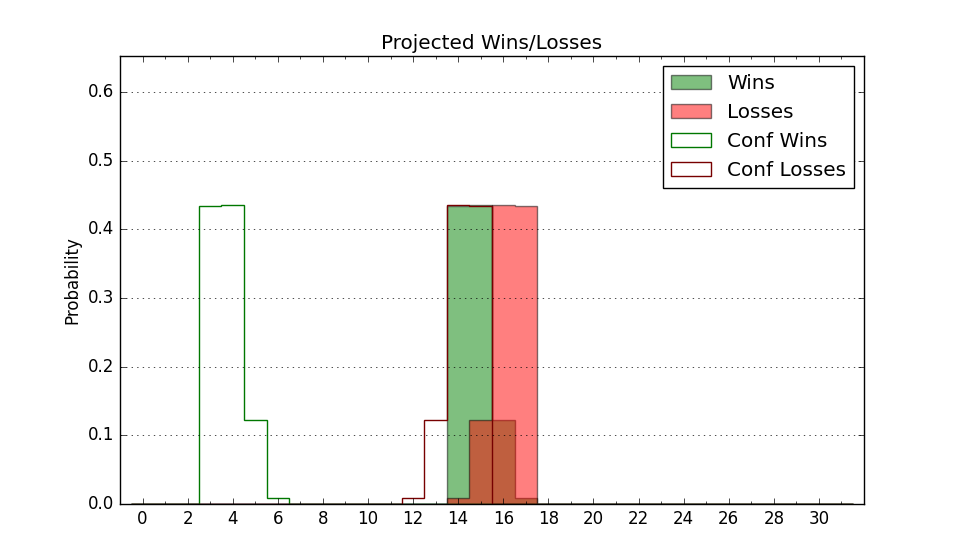 Projected Wins/Losses
Wins
Losses
Conf Wins
Conf Losses
Probability
0.6
0.5
0.4
0.3
0.2
0.1
0.0
0 2 4 6 8 10 12 14 16 18 20 22 24 26 28 30